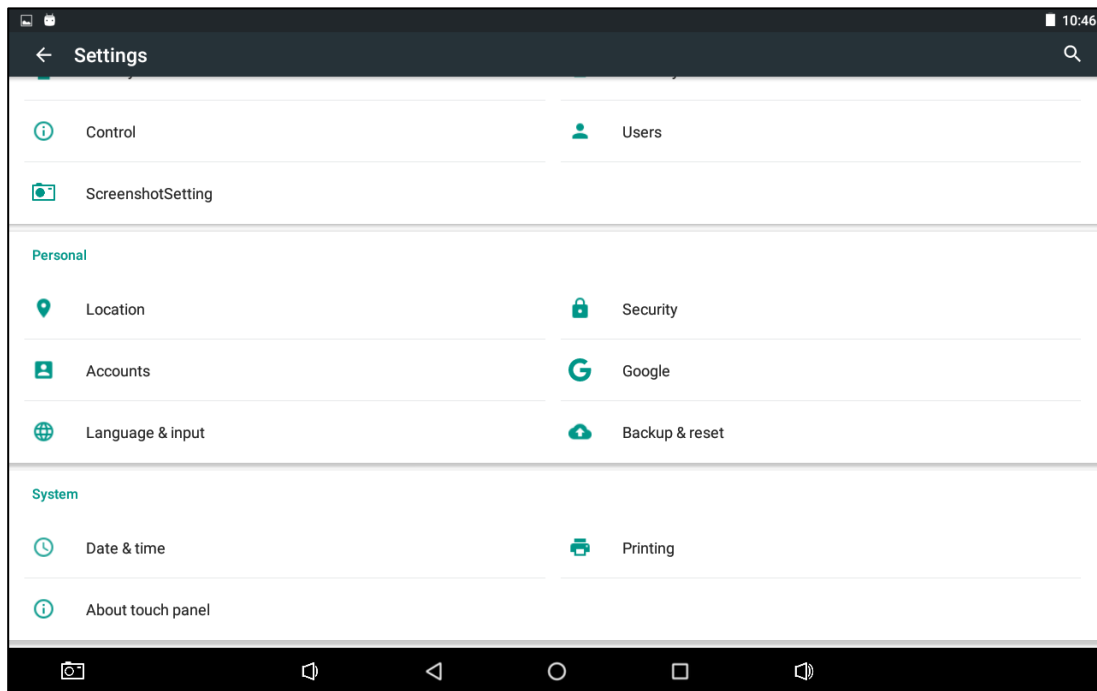 10:46
Settings
Control
Users
ScreenshotSetting
Personal
Location
Security
Accounts
Google
Language & input
Backup & reset
System
Date & time
Printing
About touch panel